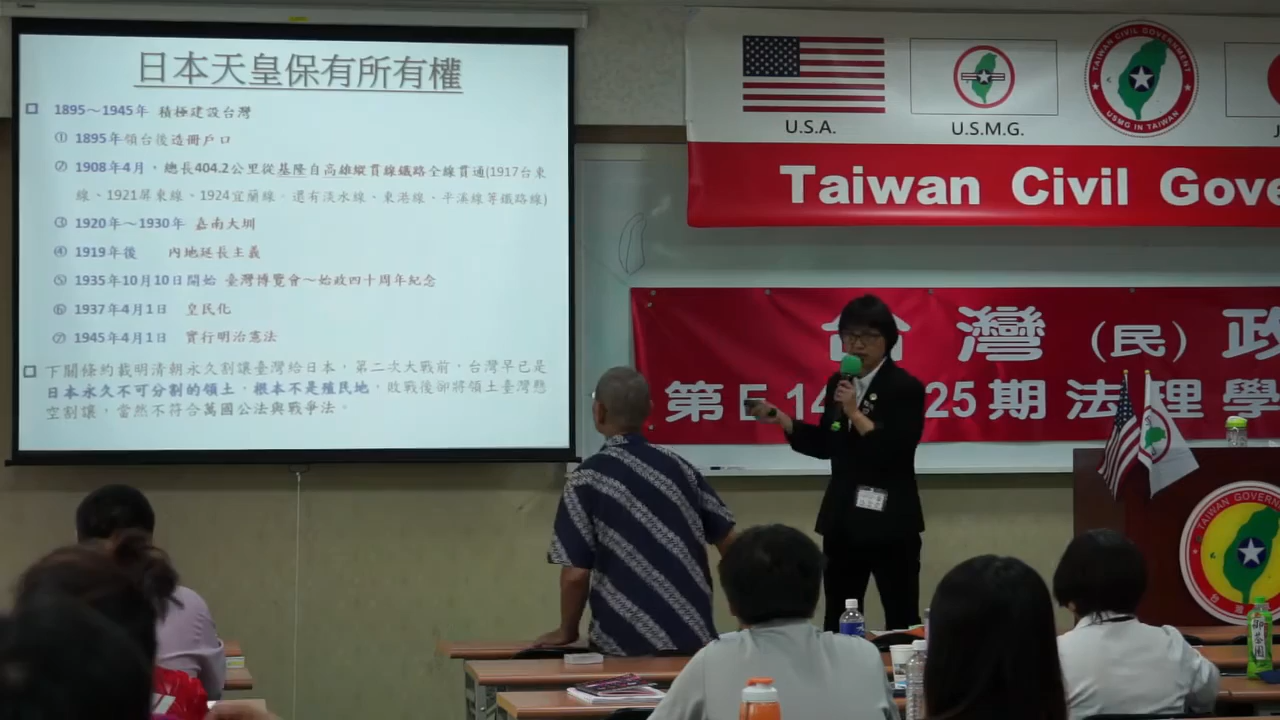 日本天皇保有所有權
1895～1945年 積極建設台灣
① 1895年領台後造冊戶口
⑦ 1908年4月，總長404.2公里從基隆自高雄縱貫線鐵路全線貫通(1917台東
線、1921屏東線、1924宜蘭線，還有淡水線、東港線、平溪線等鐵路線)
③ 1920年～1930年 嘉南大圳
④ 1919年後 內地延長主義
⑤ 1935年10月10日開始 臺灣博覽會～始政四十周年紀念
⑥ 1937年4月1日 皇民化
⑦ 1945年4月1日 實行明治憲法
下關條約載明清朝永久割讓臺灣給日本，第二次大戰前，台灣早已是
日本永久不可分割的領土，根本不是殖民地，敗戰後卻將領土臺灣懸
空割讓，當然不符合萬國公法與戰爭法。
U.S.A.
U.S.M.G.
TAIWAN CIVIL GOVERNMENT
USMG IN TAIWAN
J
Taiwan Civil Gove
台灣（民）政
第E 14 25期法理學
TAIWAN GOVERN
台灣